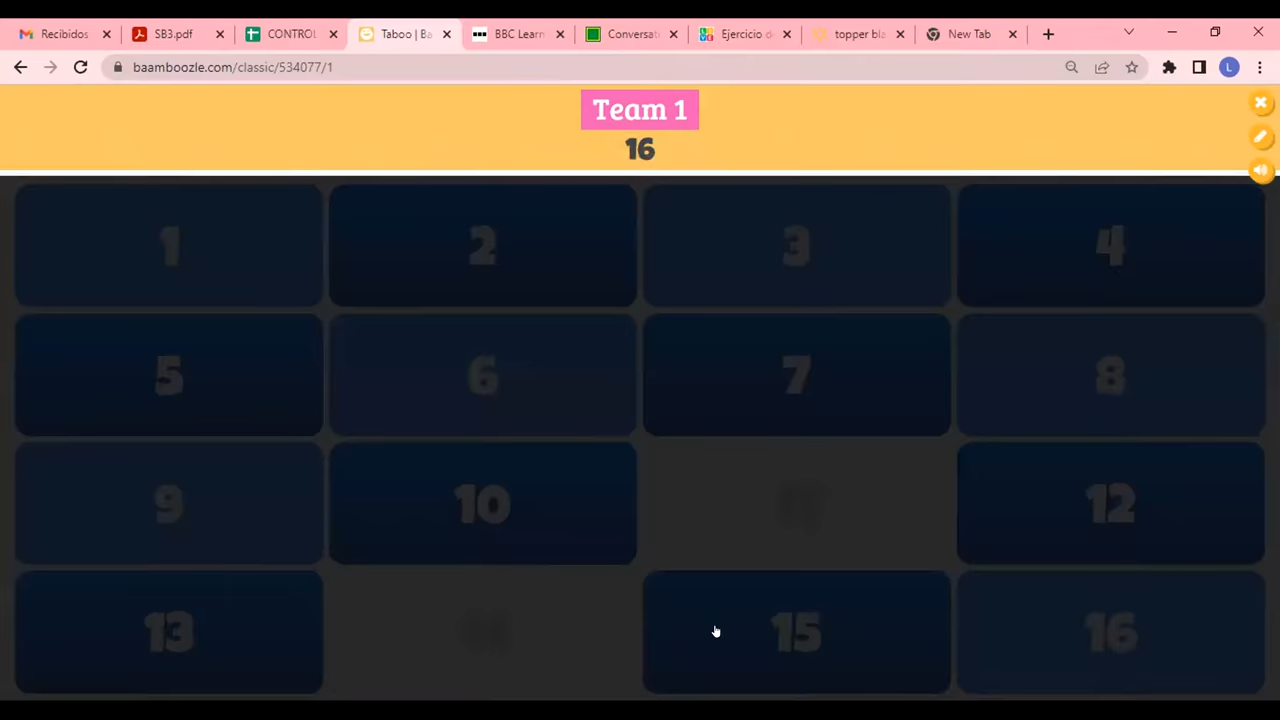 Recibidos
SB3.pdf
CONTROL
Taboo | Ba
BBC Learn
Conversat
Ejercicio de
topper bla
New Tab
baamboozle.com/classic/534077/1
L
Team 1
16
1 2 3 4
5 6 7 8
9 10 12
13 15 16